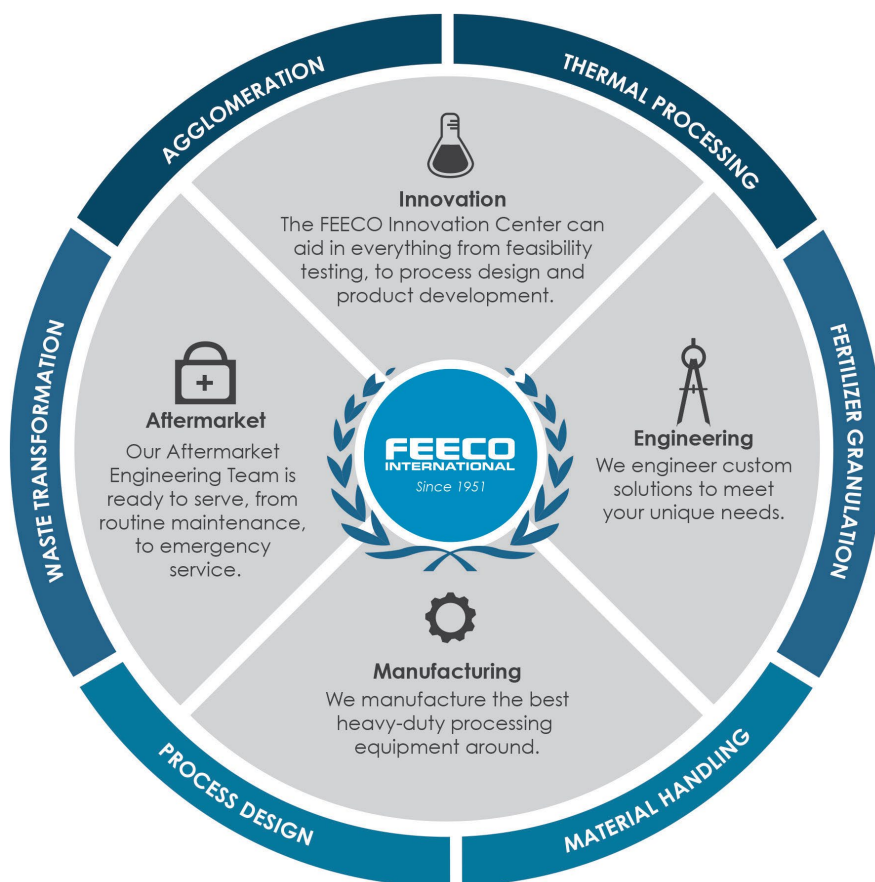 AGGLOMERATION
THERMAL PROCESSING
Innovation
The FEECO Innovation Center can
aid in everything from feasibility
testing, to process design and
product development.
WASTE TRANSFORMATION
Aftermarket
Our Aftermarket
Engineering Team is
ready to serve, from
routine maintenance,
to emergency
service.
FEECO
INTERNATIONAL
Since 1951
Engineering
We engineer custom
solutions to meet
your unique needs.
FERTILIZER GRANULATION
Manufacturing
We manufacture the best
heavy-duty processing
equipment around.
PROCESS DESIGN
MATERIAL HANDLING